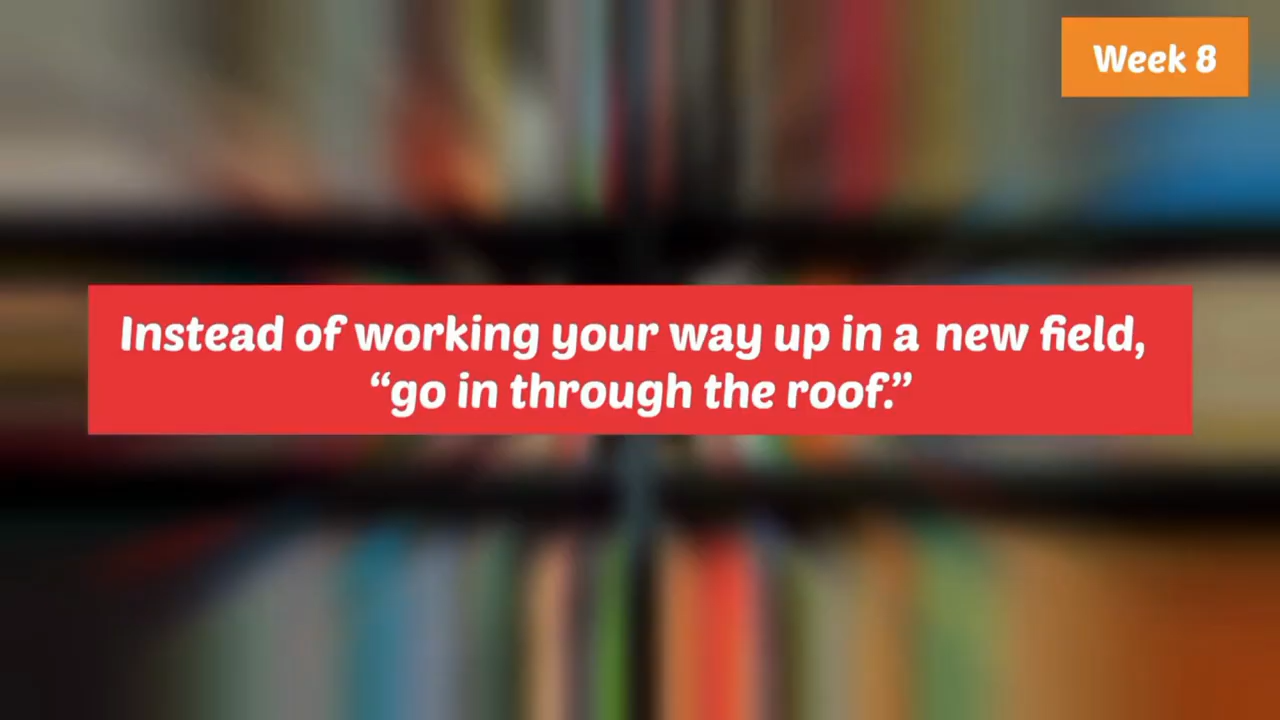 Week 8
Instead of working your way up in a new field,
“go in through the roof.”